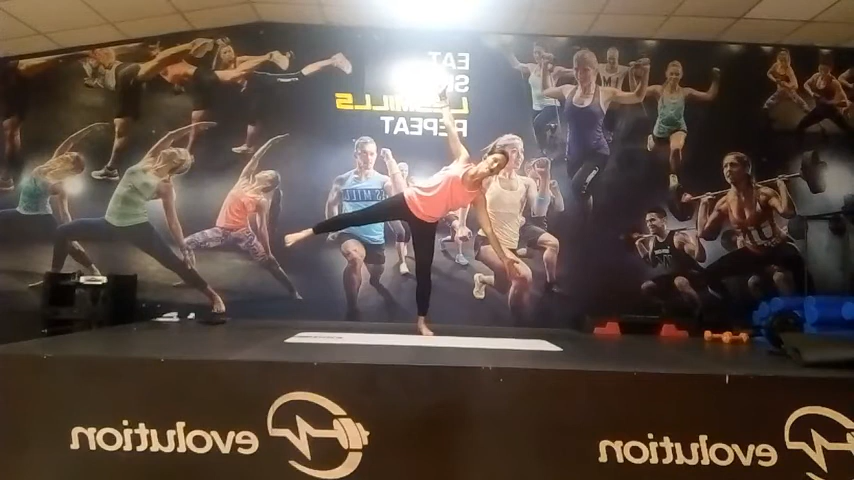 EAT
LESMILLS
REPEAT
evolution
evolution